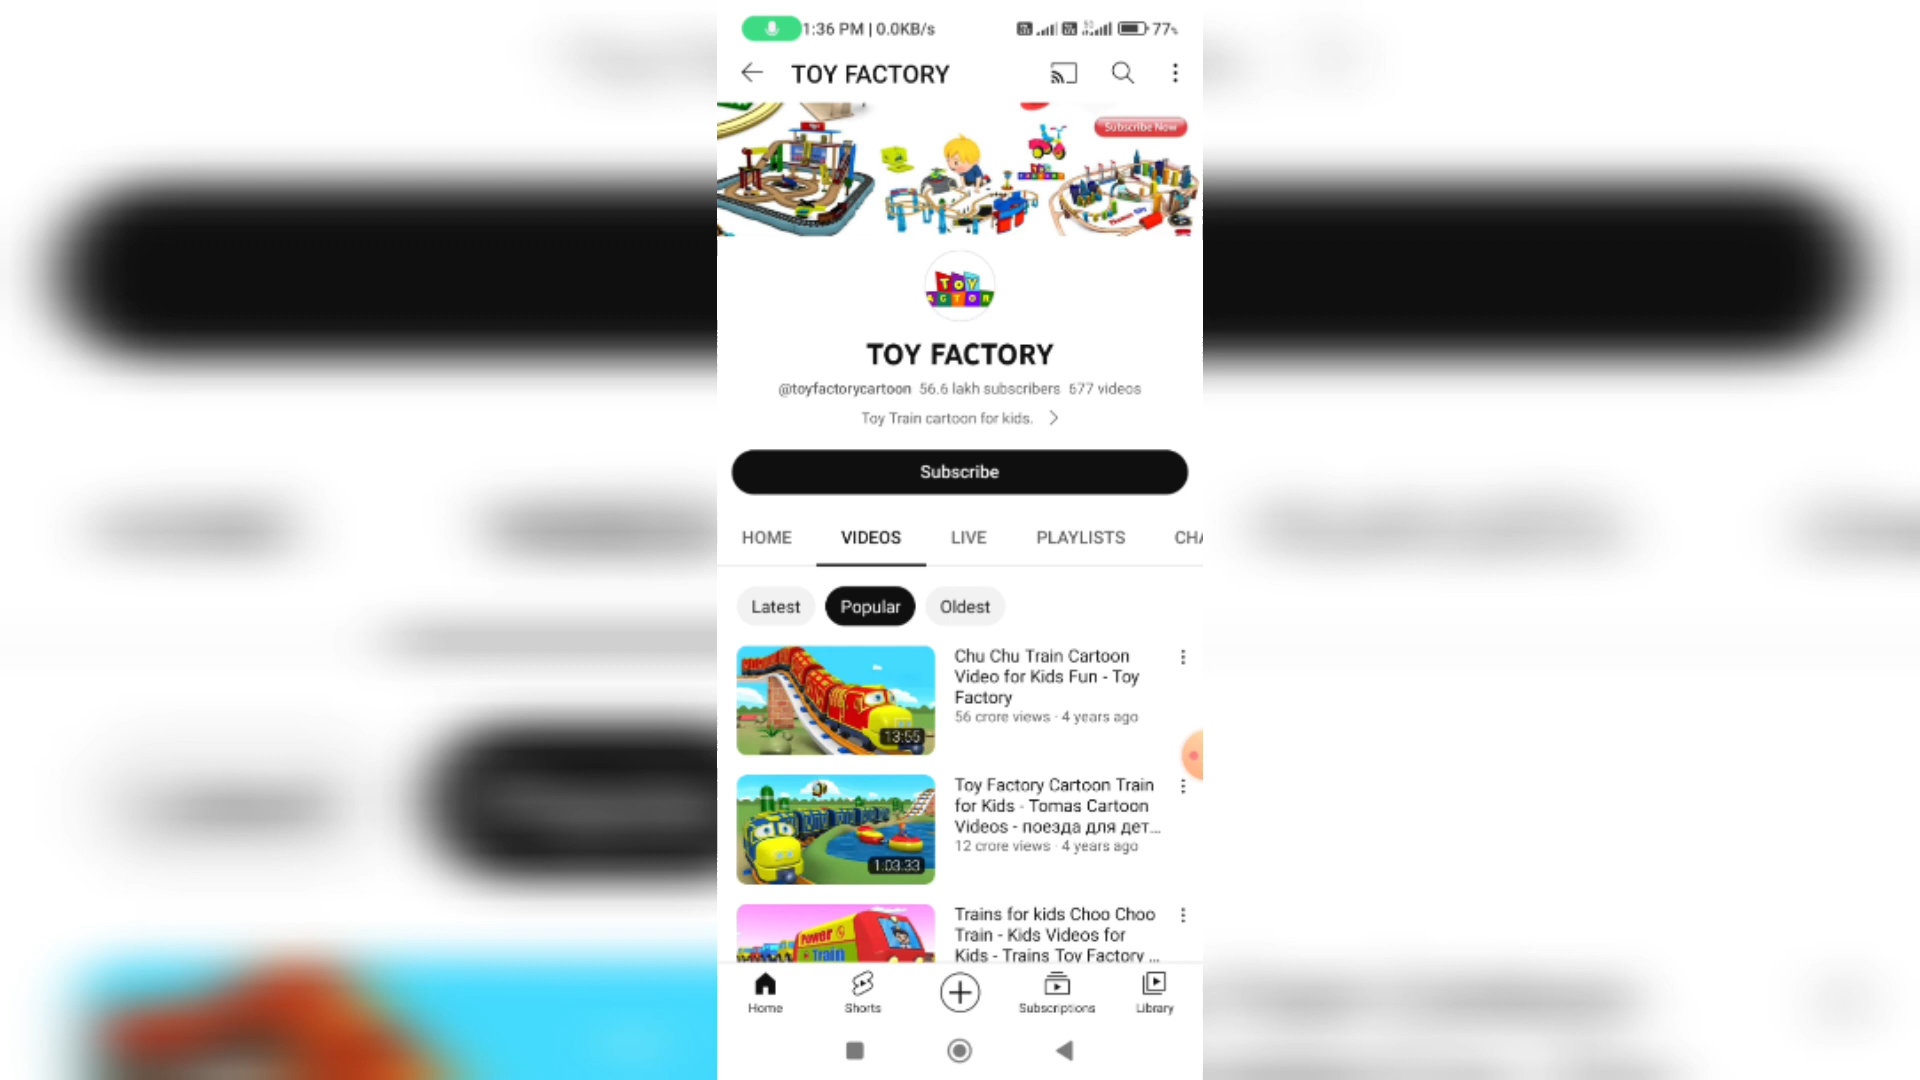 1:36 PM | 0.0KB/s
77%
TOY FACTORY
Subscribe Now
TOY
TOY FACTORY
@toyfactorycartoon 56.6 lakh subscribers 677 videos
Toy Train cartoon for kids.
Subscribe
HOME VIDEOS LIVE PLAYLISTS CHA
Latest Popular Oldest
Chu Chu Train Cartoon
Video for Kids Fun - Toy
Factory
56 crore views · 4 years ago
13:55
Toy Factory Cartoon Train
for Kids - Tomas Cartoon
Videos - поезда для дет...
12 crore views · 4 years ago
1:03:33
Trains for kids Choo Choo
Train - Kids Videos for
Kids - Trains Toy Factory ...
Power
Train
Home Shorts Subscriptions Library